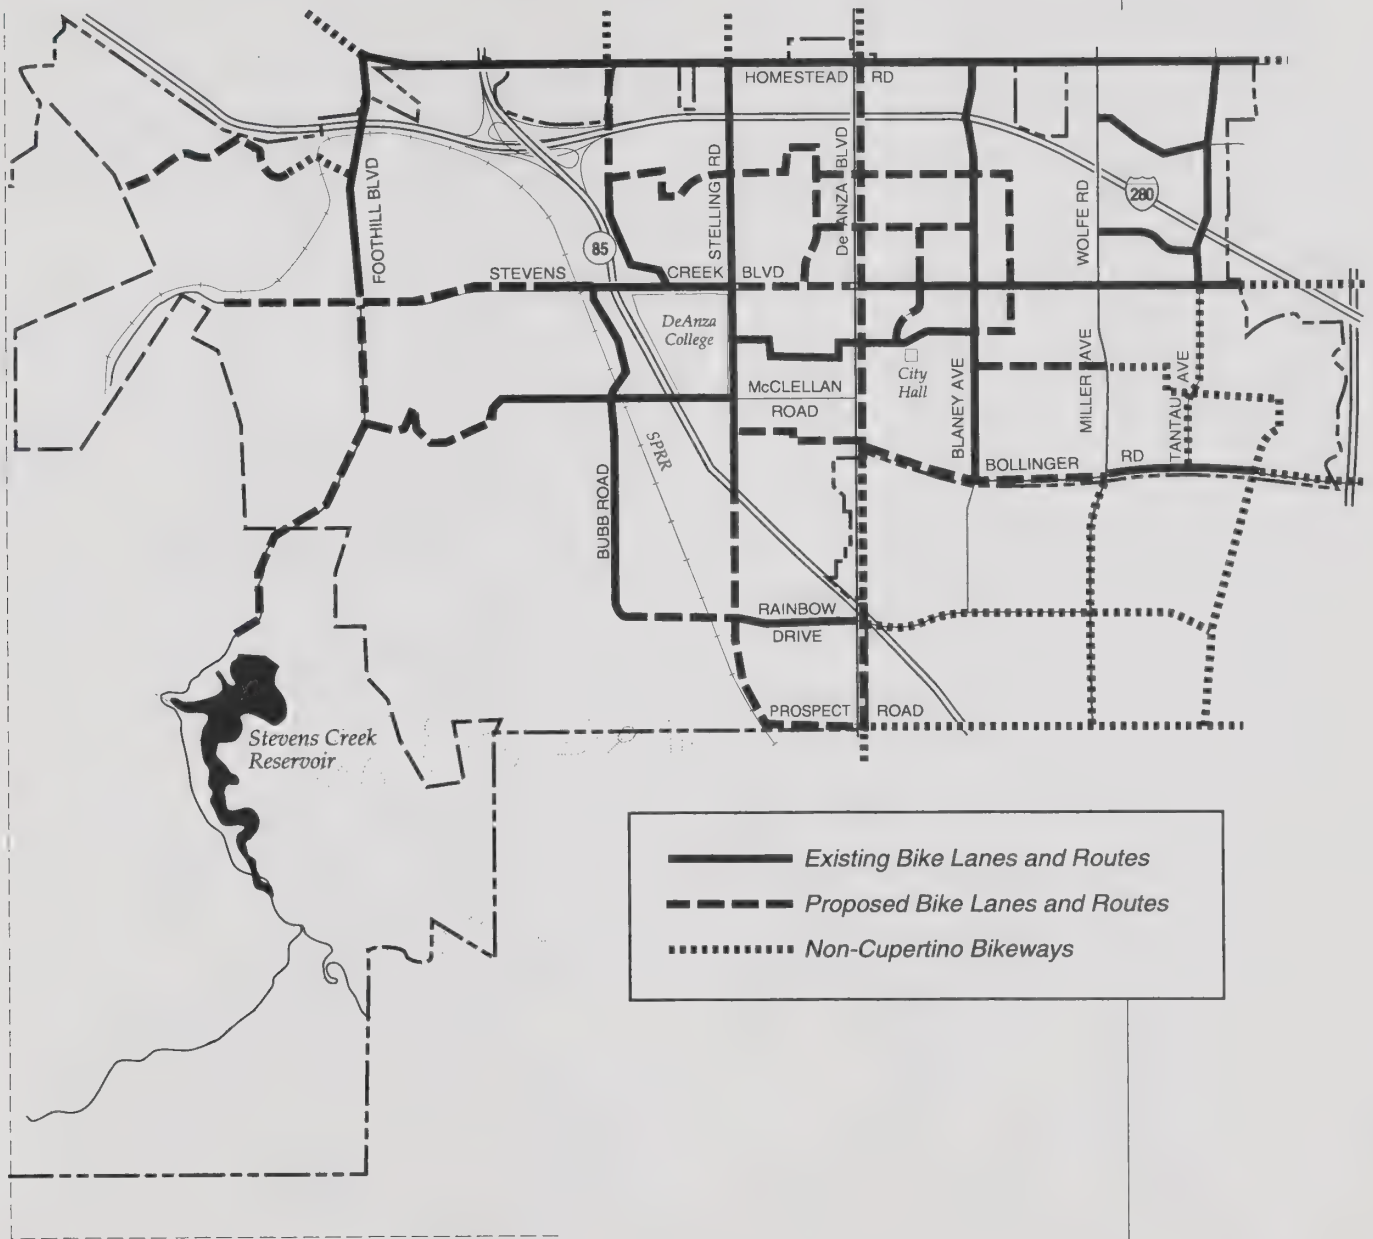 HOMESTEAD RD
FOOTHILL BLVD
STELLING RD
De ANZA BLVD
WOLFE RD
280
85
STEVENS CREEK BLVD
DeAnza
College
City
Hall
McCLELLAN
ROAD
BLANEY AVE
MILLER AVE
TANTAU AVE
SPRR
BUBB ROAD
BOLLINGER RD
RAINBOW
DRIVE
PROSPECT ROAD
Stevens Creek
Reservoir
Existing Bike Lanes and Routes
Proposed Bike Lanes and Routes
Non-Cupertino Bikeways